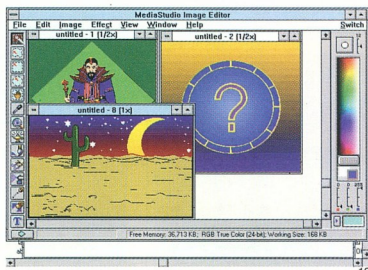 MediaStudio Image Editor
File Edit Image Effect View Window Help Switch
untitled - 1 (1/2x)
untitled - 2 (1/2x)
untitled - 8 (1x)
?
T
Free Memory: 36,713 KB; RGB True Color (24-bit); Working Size: 168 KB